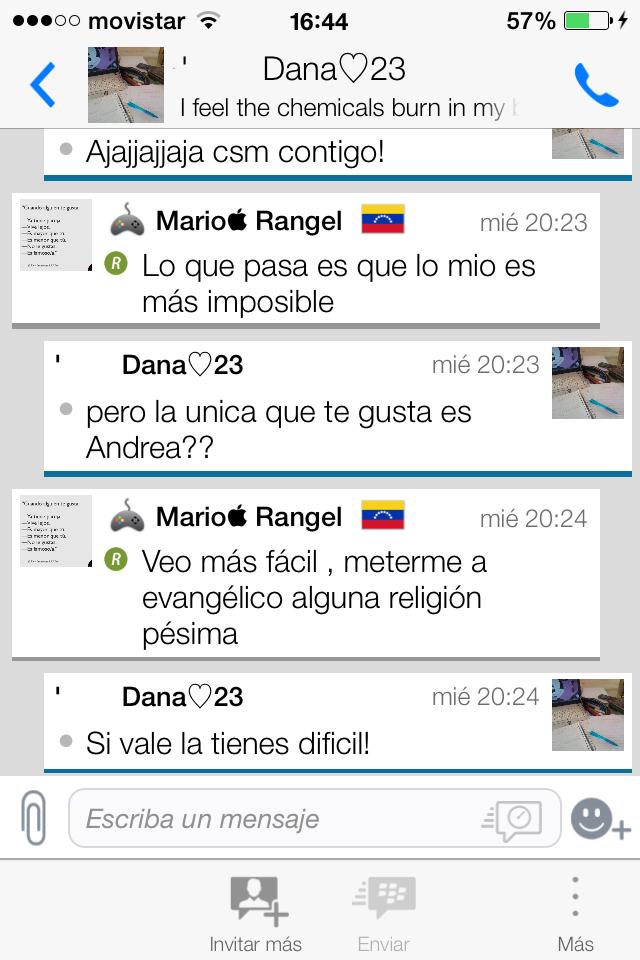 movistar 16:44 57%
Dana♡23
I feel the chemicals burn in my
Ajajjajjaja csm contigo!
Mario Rangel mié 20:23
R Lo que pasa es que lo mio es
más imposible
' Dana♡23 mié 20:23
pero la unica que te gusta es
Andrea??
Mario Rangel mié 20:24
R Veo más fácil , meterme a
evangélico alguna religión
pésima
' Dana♡23 mié 20:24
Si vale la tienes dificil!
Escriba un mensaje
Invitar más Enviar Más